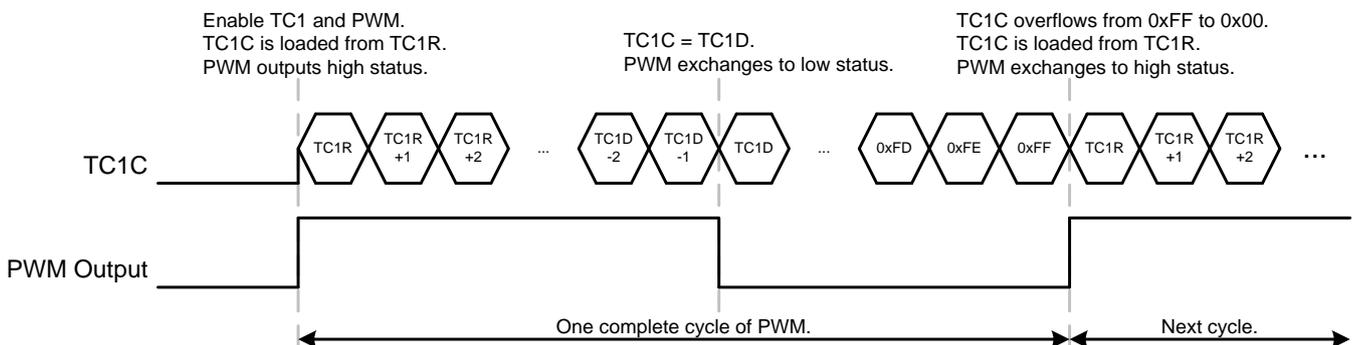 Enable TC1 and PWM.
TC1C is loaded from TC1R.
PWM outputs high status.
TC1C = TC1D.
PWM exchanges to low status.
TC1C overflows from 0xFF to 0x00.
TC1C is loaded from TC1R.
PWM exchanges to high status.
TC1C
TC1R
TC1R
+1
TC1R
+2
...
TC1D
-2
TC1D
-1
TC1D
...
0xFD
0xFE
0xFF
TC1R
TC1R
+1
TC1R
+2
...
PWM Output
One complete cycle of PWM.
Next cycle.